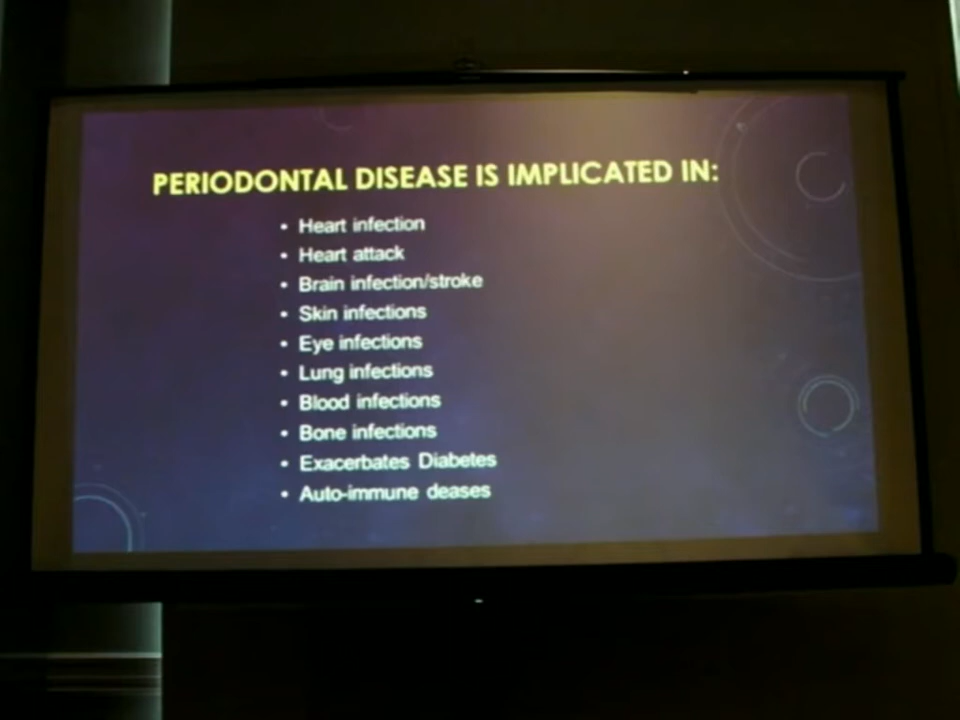 PERIODONTAL DISEASE IS IMPLICATED IN:
• Heart infection
• Heart attack
• Brain infection/stroke
• Skin infections
• Eye infections
• Lung infections
• Blood infections
• Bone infections
• Exacerbates Diabetes
• Auto-immune deases